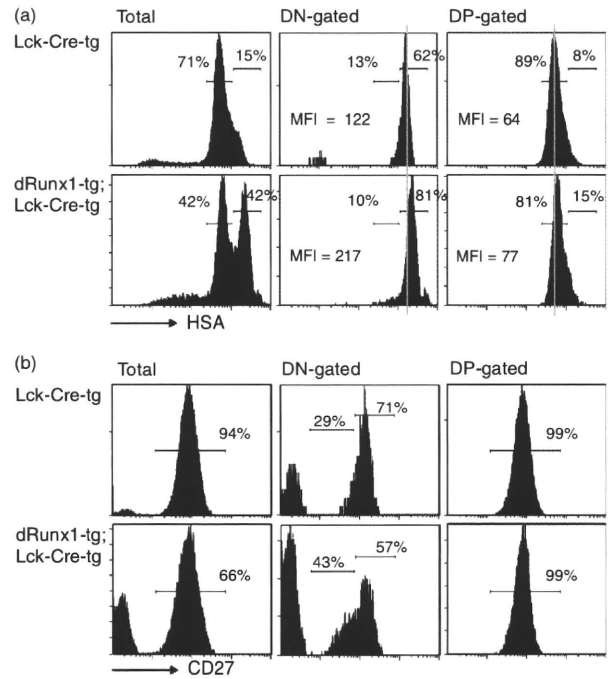 (a)
Total
DN-gated
DP-gated
Lck-Cre-tg
71%
15%
13%
62%
MFI = 122
89%
8%
MFI = 64
dRunx1-tg;
Lck-Cre-tg
42%
42%
10%
81%
MFI = 217
81%
15%
MFI = 77
HSA
(b)
Total
DN-gated
DP-gated
Lck-Cre-tg
94%
29%
71%
99%
dRunx1-tg;
Lck-Cre-tg
66%
43%
57%
99%
CD27